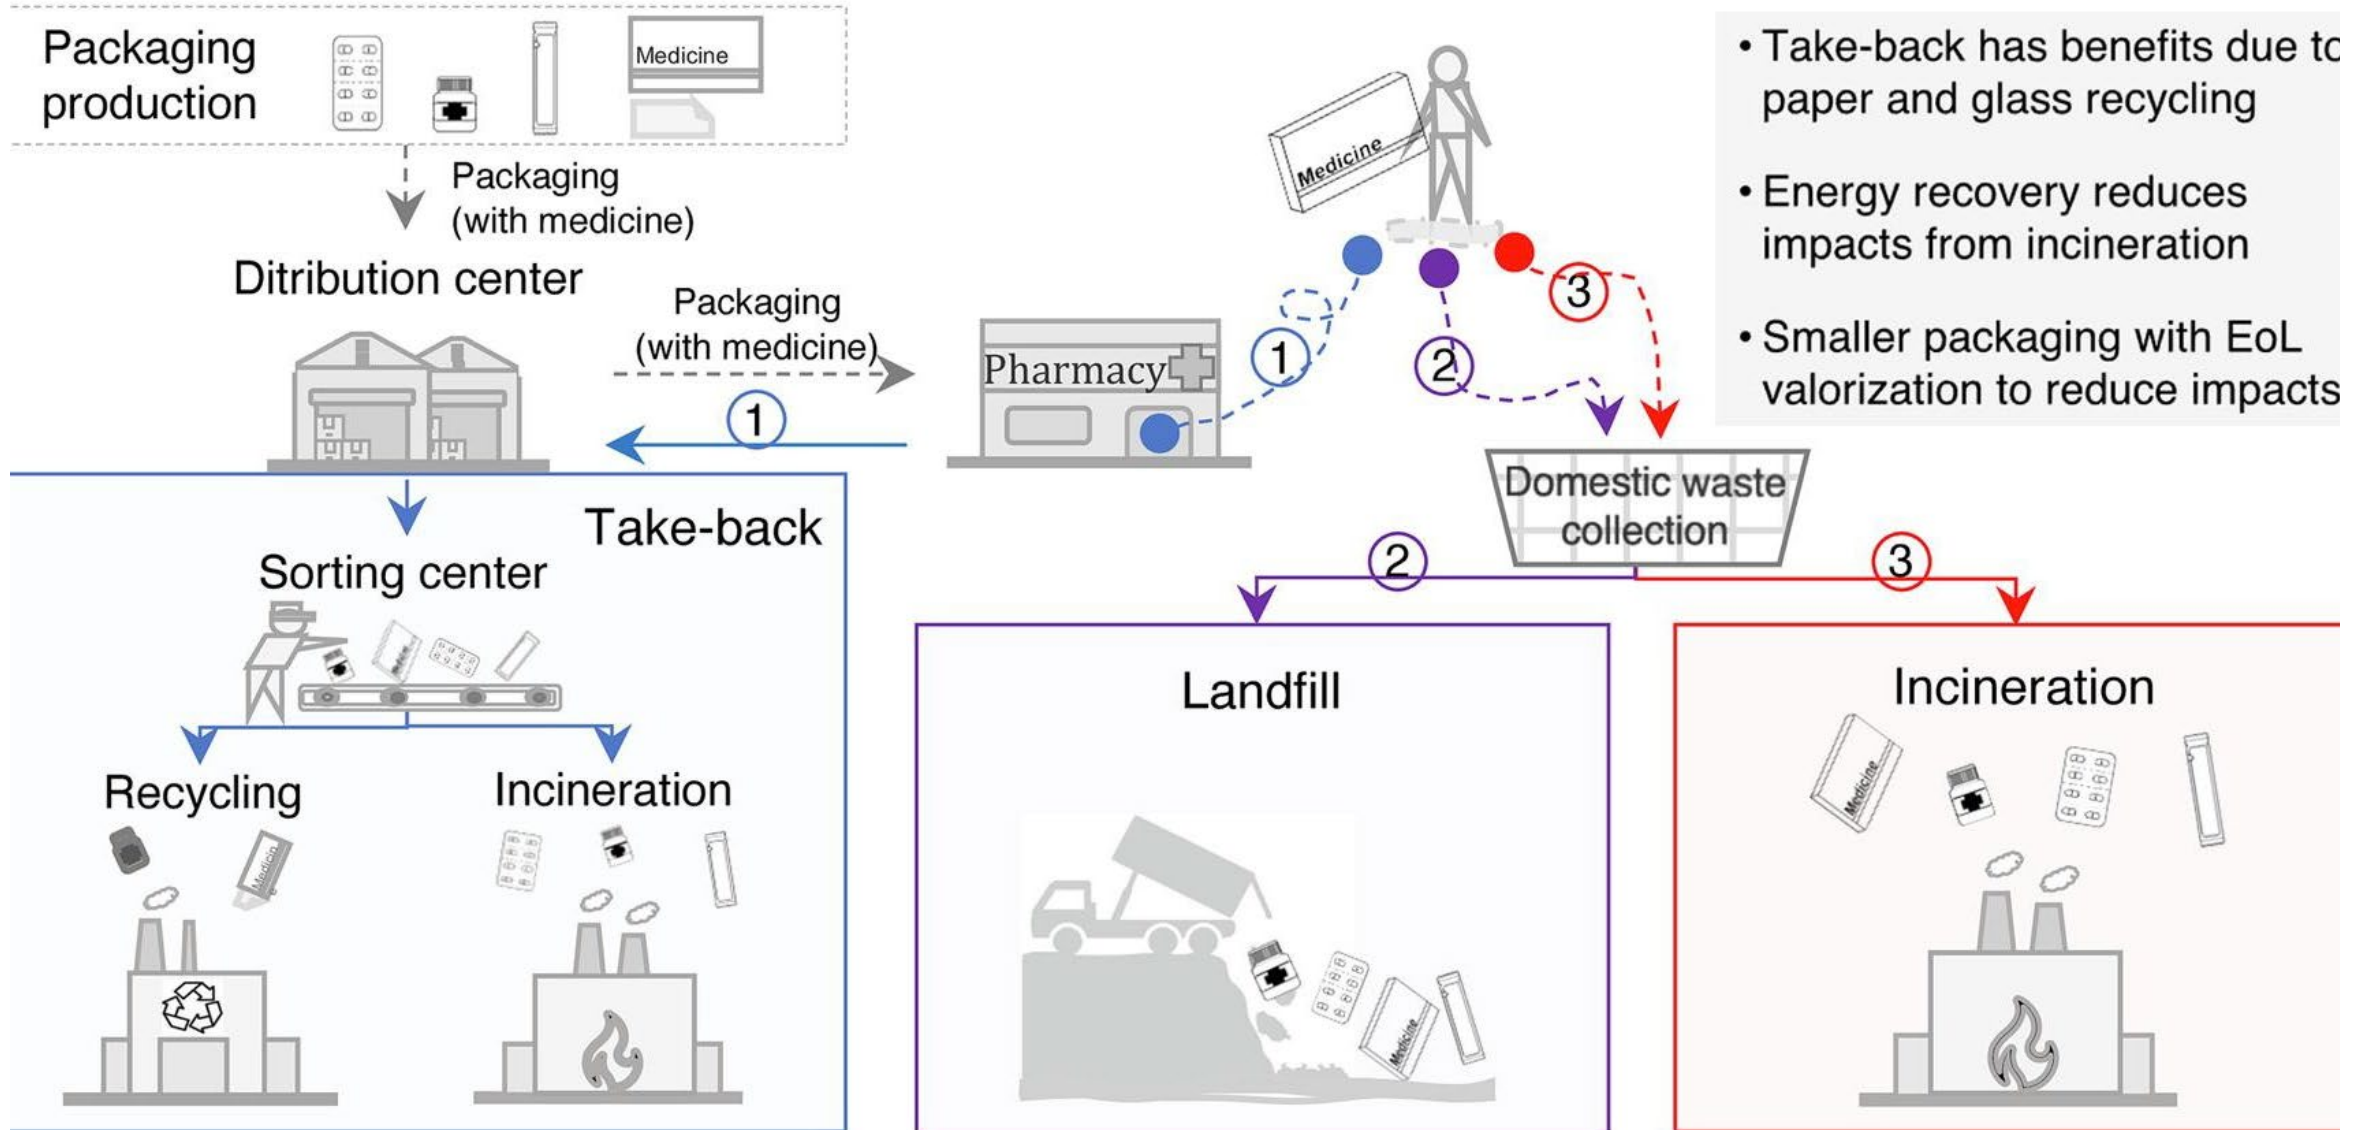 Packaging
production
Medicine
Packaging
(with medicine)
Ditribution center
Packaging
(with medicine)
1
Pharmacy
Medicine
1
2
3
• Take-back has benefits due to
paper and glass recycling
• Energy recovery reduces
impacts from incineration
• Smaller packaging with EoL
valorization to reduce impacts
Domestic waste
collection
2
3
Take-back
Sorting center
Recycling
Medicin
Incineration
Landfill
Medicine
Incineration
Medicine